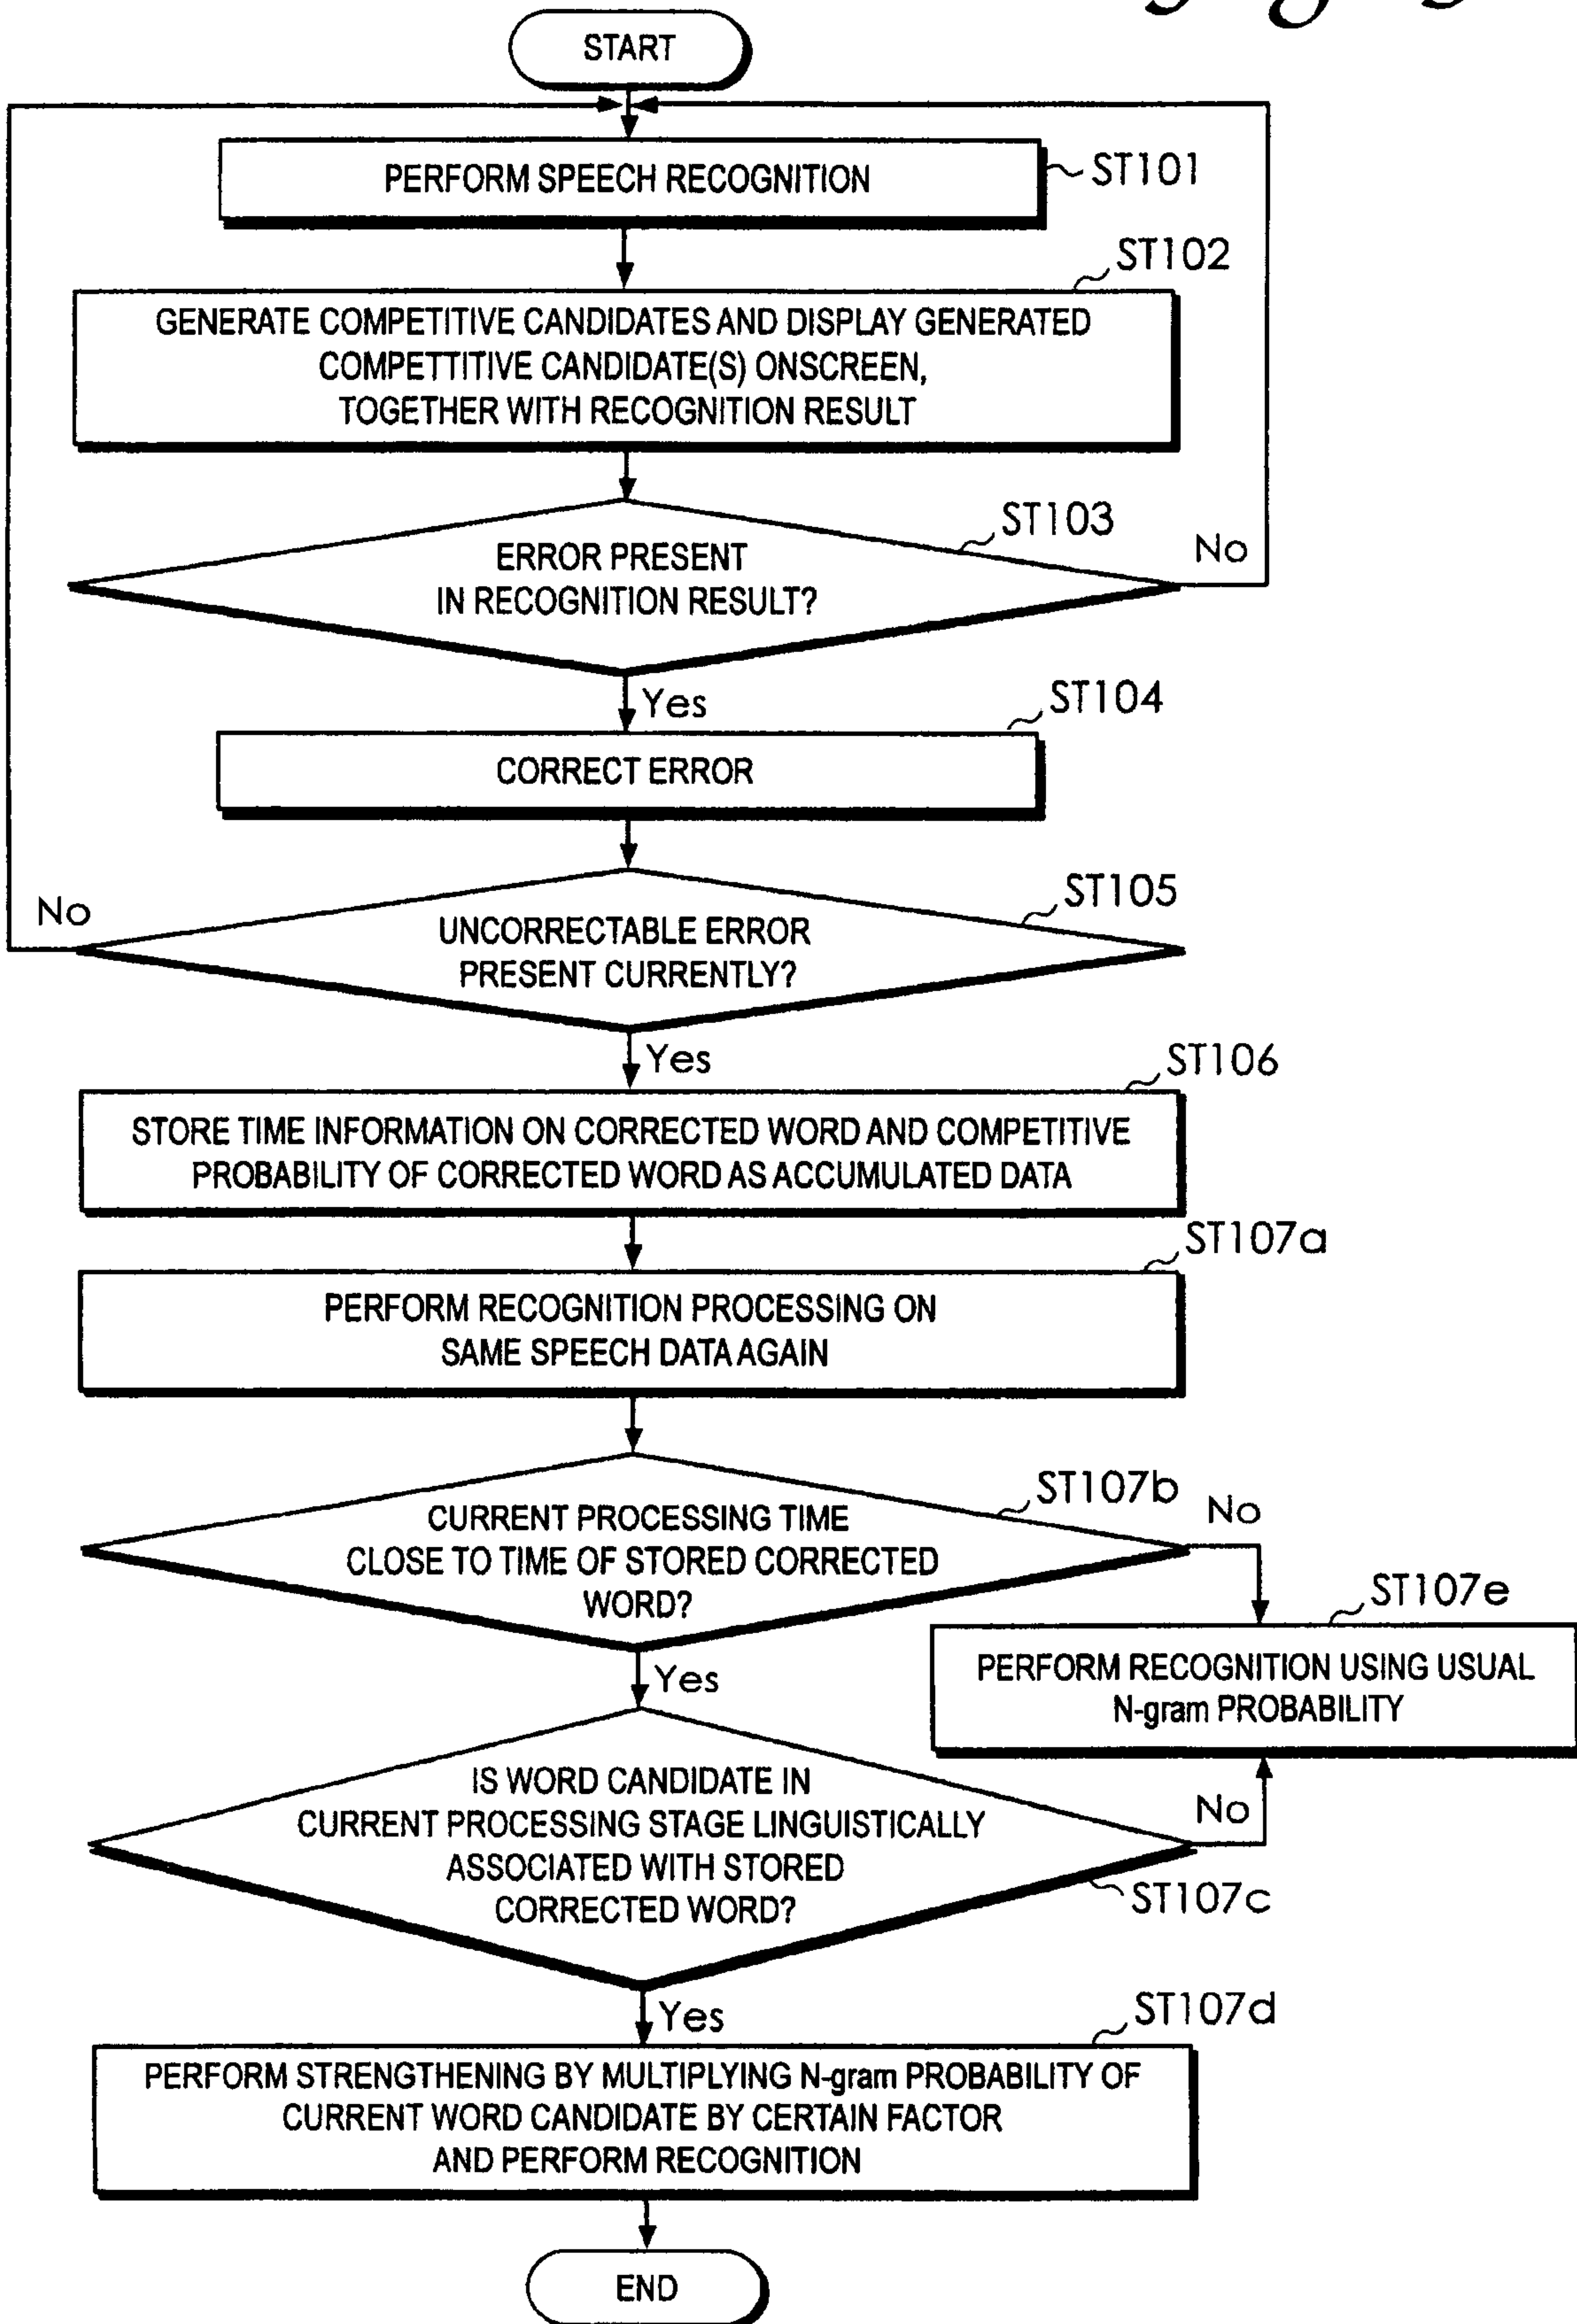 START
PERFORM SPEECH RECOGNITION
ST101
ST102
GENERATE COMPETITIVE CANDIDATES AND DISPLAY GENERATED
COMPETTITIVE CANDIDATE(S) ONSCREEN,
TOGETHER WITH RECOGNITION RESULT
ST103
ERROR PRESENT
IN RECOGNITION RESULT?
No
Yes
ST104
CORRECT ERROR
ST105
No
UNCORRECTABLE ERROR
PRESENT CURRENTLY?
Yes
ST106
STORE TIME INFORMATION ON CORRECTED WORD AND COMPETITIVE
PROBABILITY OF CORRECTED WORD AS ACCUMULATED DATA
ST107a
PERFORM RECOGNITION PROCESSING ON
SAME SPEECH DATA AGAIN
ST107b
No
CURRENT PROCESSING TIME
CLOSE TO TIME OF STORED CORRECTED
WORD?
Yes
ST107e
PERFORM RECOGNITION USING USUAL
N-gram PROBABILITY
IS WORD CANDIDATE IN
CURRENT PROCESSING STAGE LINGUISTICALLY
ASSOCIATED WITH STORED
CORRECTED WORD?
No
ST107c
Yes
ST107d
PERFORM STRENGTHENING BY MULTIPLYING N-gram PROBABILITY OF
CURRENT WORD CANDIDATE BY CERTAIN FACTOR
AND PERFORM RECOGNITION
END